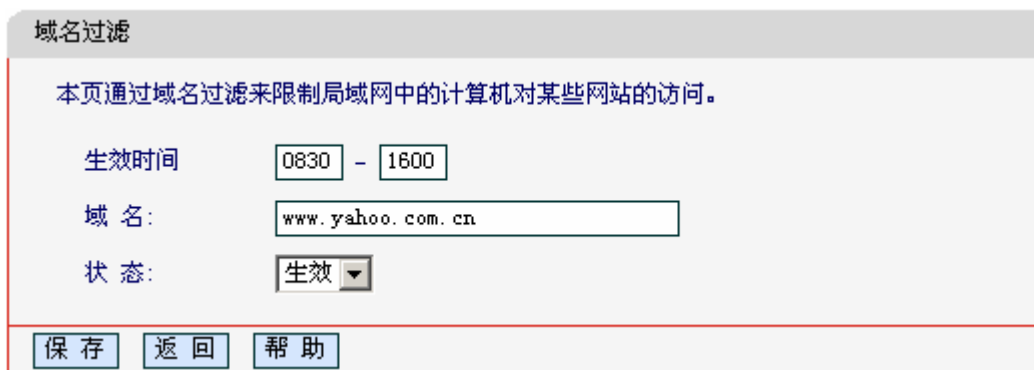 域名过滤
本页通过域名过滤来限制局域网中的计算机对某些网站的访问。
生效时间 0830 - 1600
域 名: www.yahoo.com.cn
状 态: 生效
保 存 返 回 帮 助